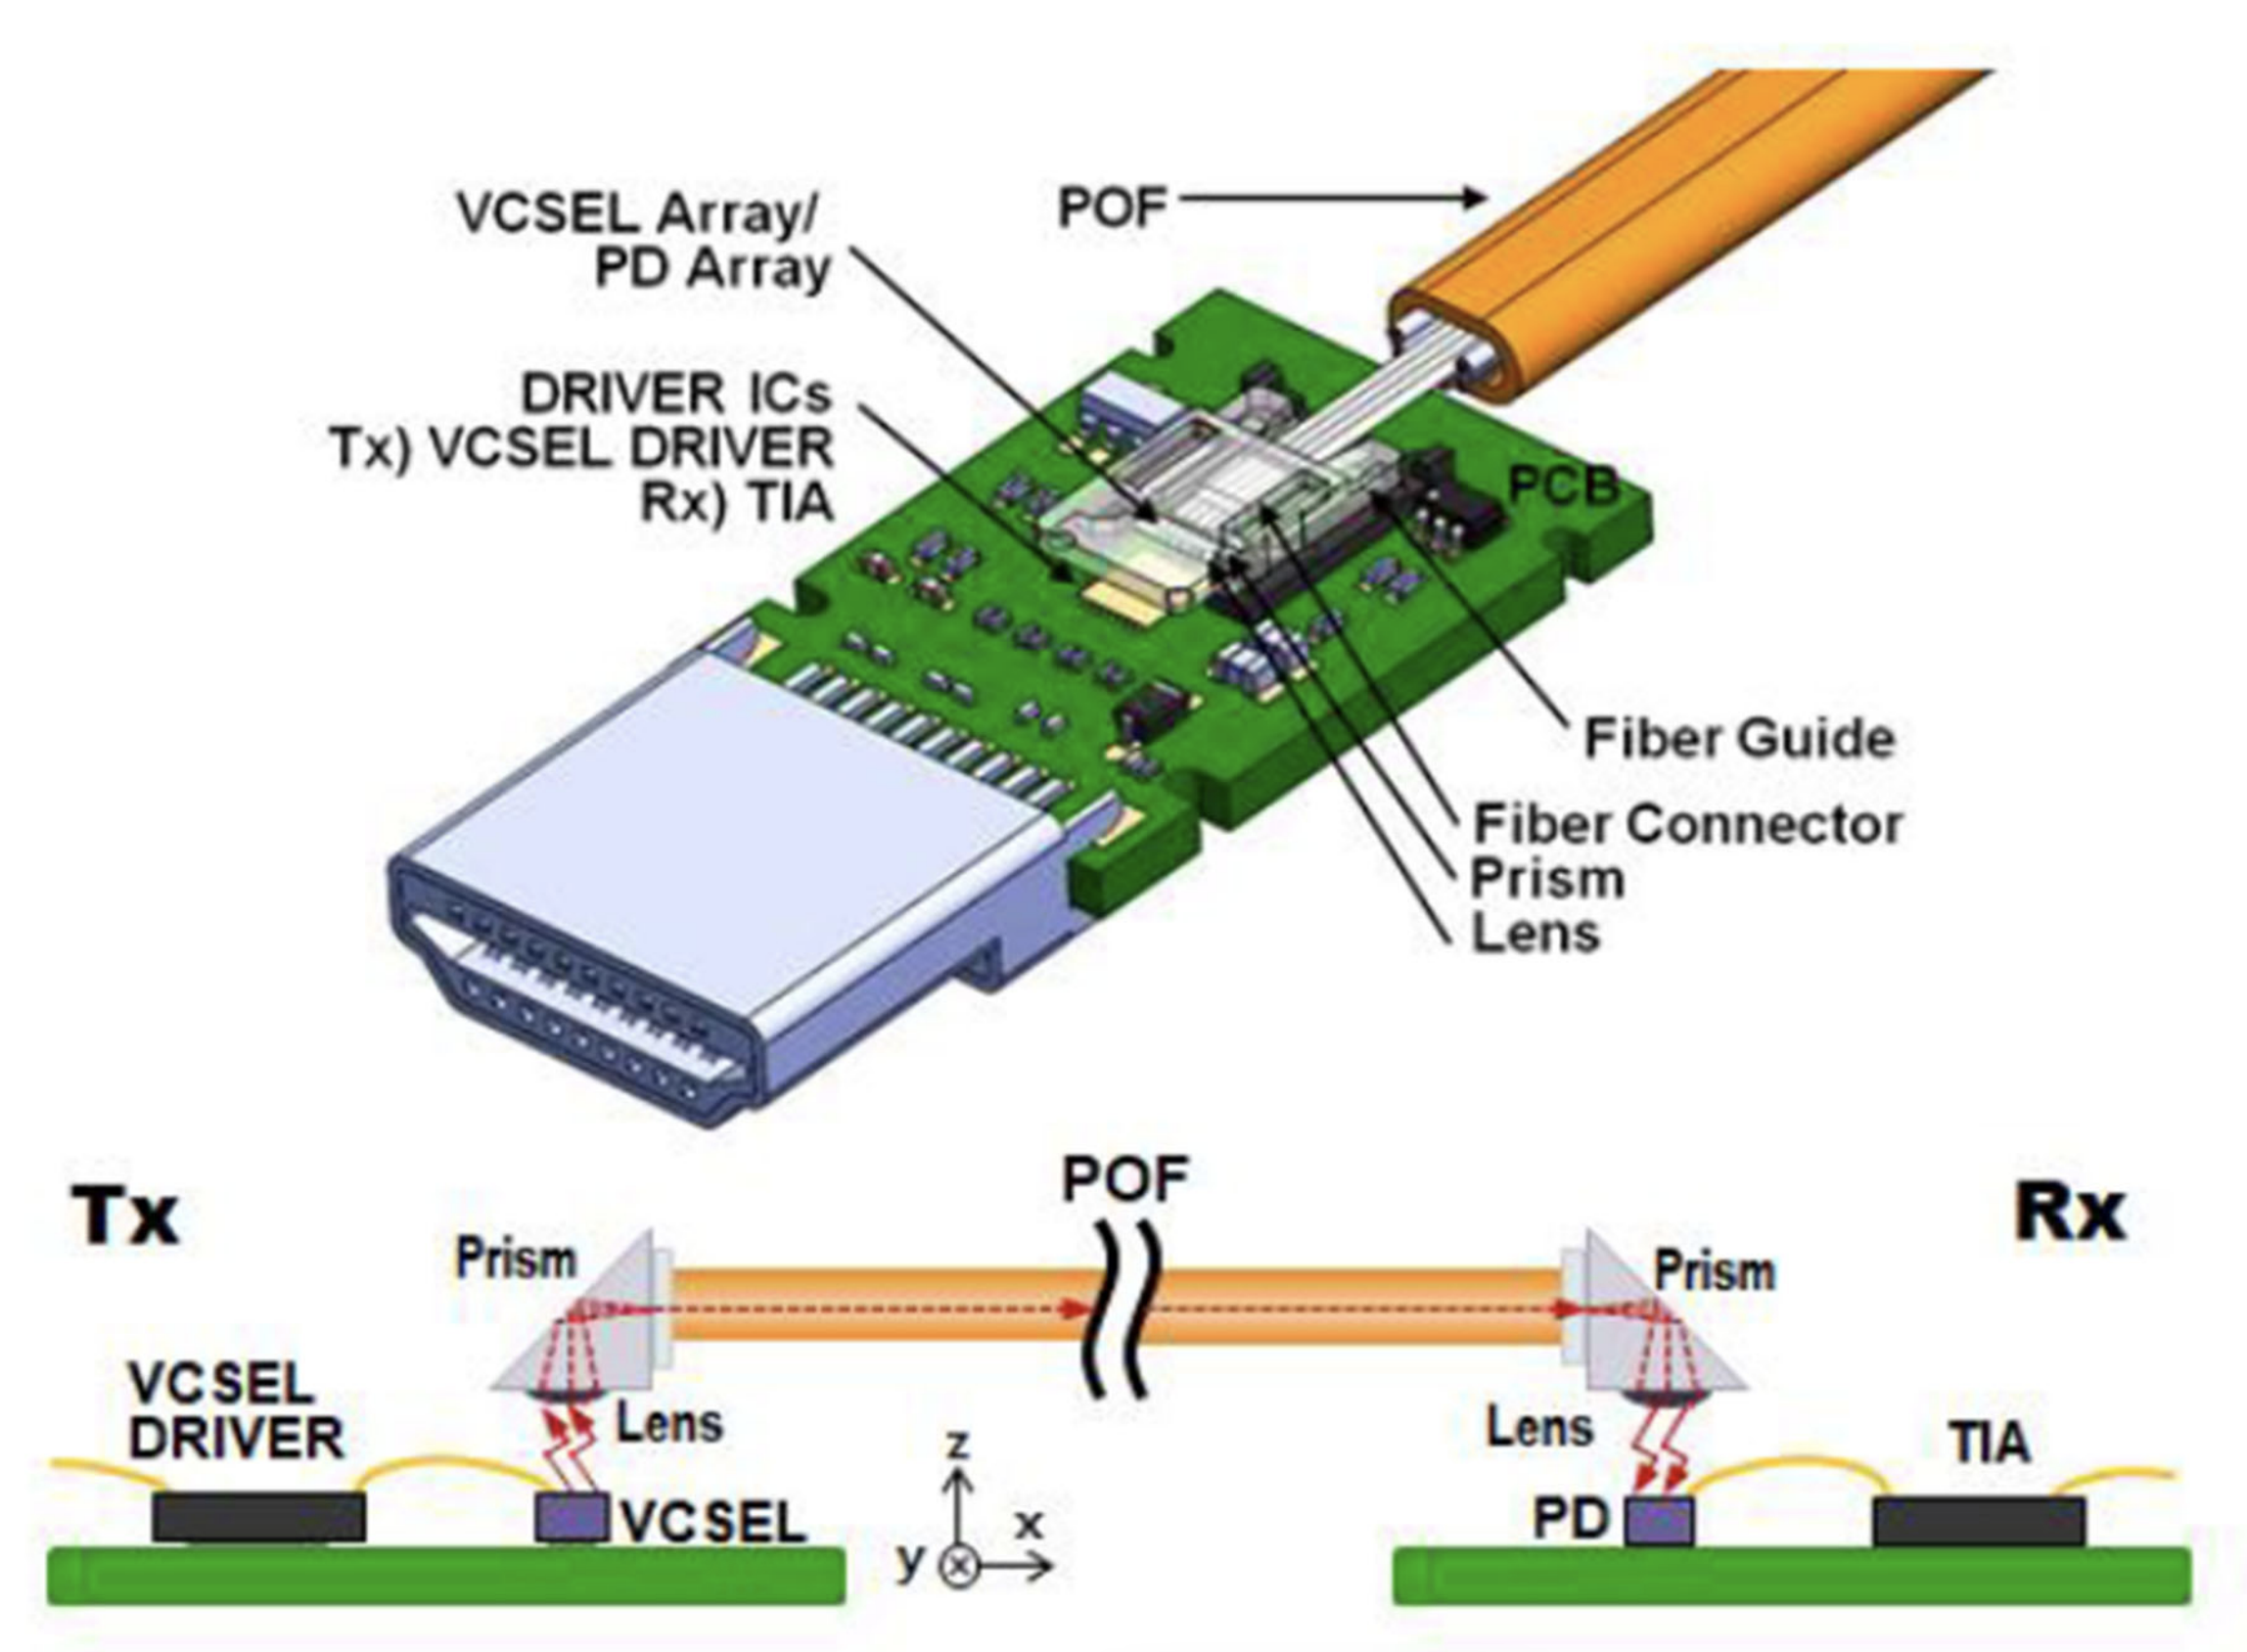 VCSEL Array/
PD Array
POF
DRIVER ICs
Tx) VCSEL DRIVER
Rx) TIA
PCB
Fiber Guide
Fiber Connector
Prism
Lens
POF
Tx
Rx
Prism
Prism
VCSEL
DRIVER
Lens
Lens
TIA
z
x
y
VCSEL
PD